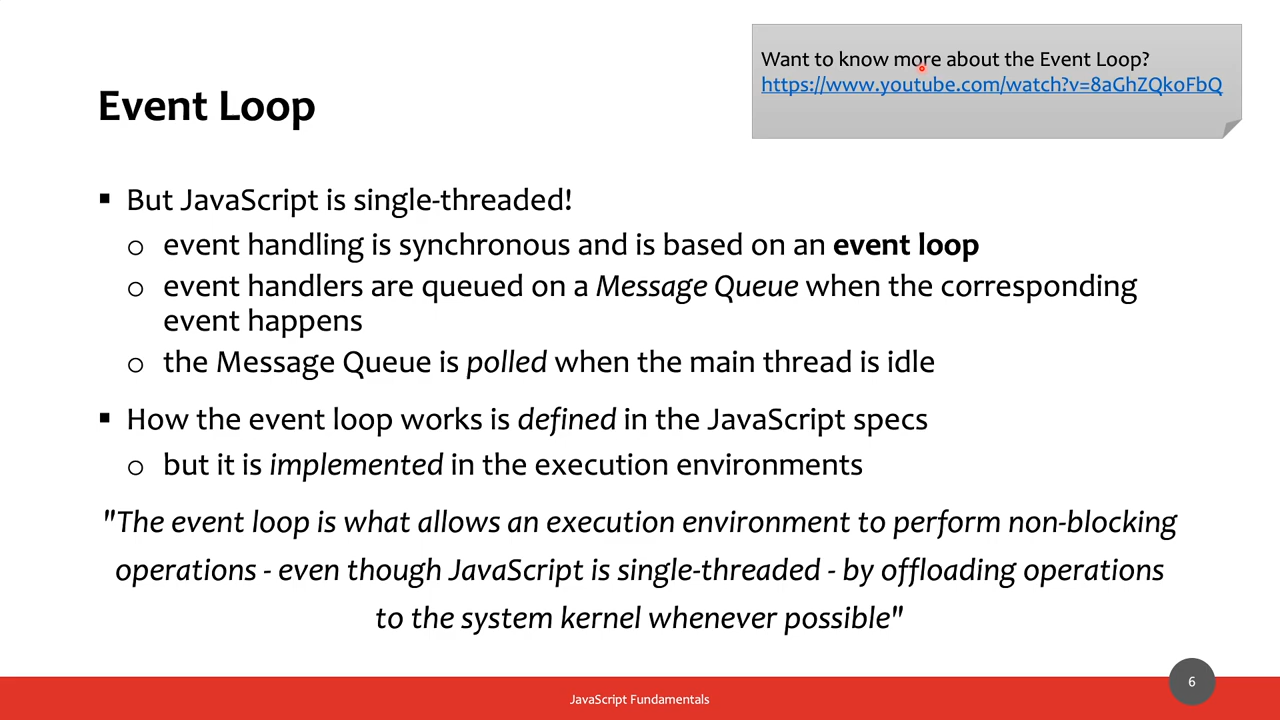 Want to know more about the Event Loop?
https://www.youtube.com/watch?v=8aGhZQkoFbQ
Event Loop
▪ But JavaScript is single-threaded!
o event handling is synchronous and is based on an event loop
o event handlers are queued on a Message Queue when the corresponding
event happens
o the Message Queue is polled when the main thread is idle
▪ How the event loop works is defined in the JavaScript specs
o but it is implemented in the execution environments
"The event loop is what allows an execution environment to perform non-blocking
operations - even though JavaScript is single-threaded - by offloading operations
to the system kernel whenever possible"
6
JavaScript Fundamentals